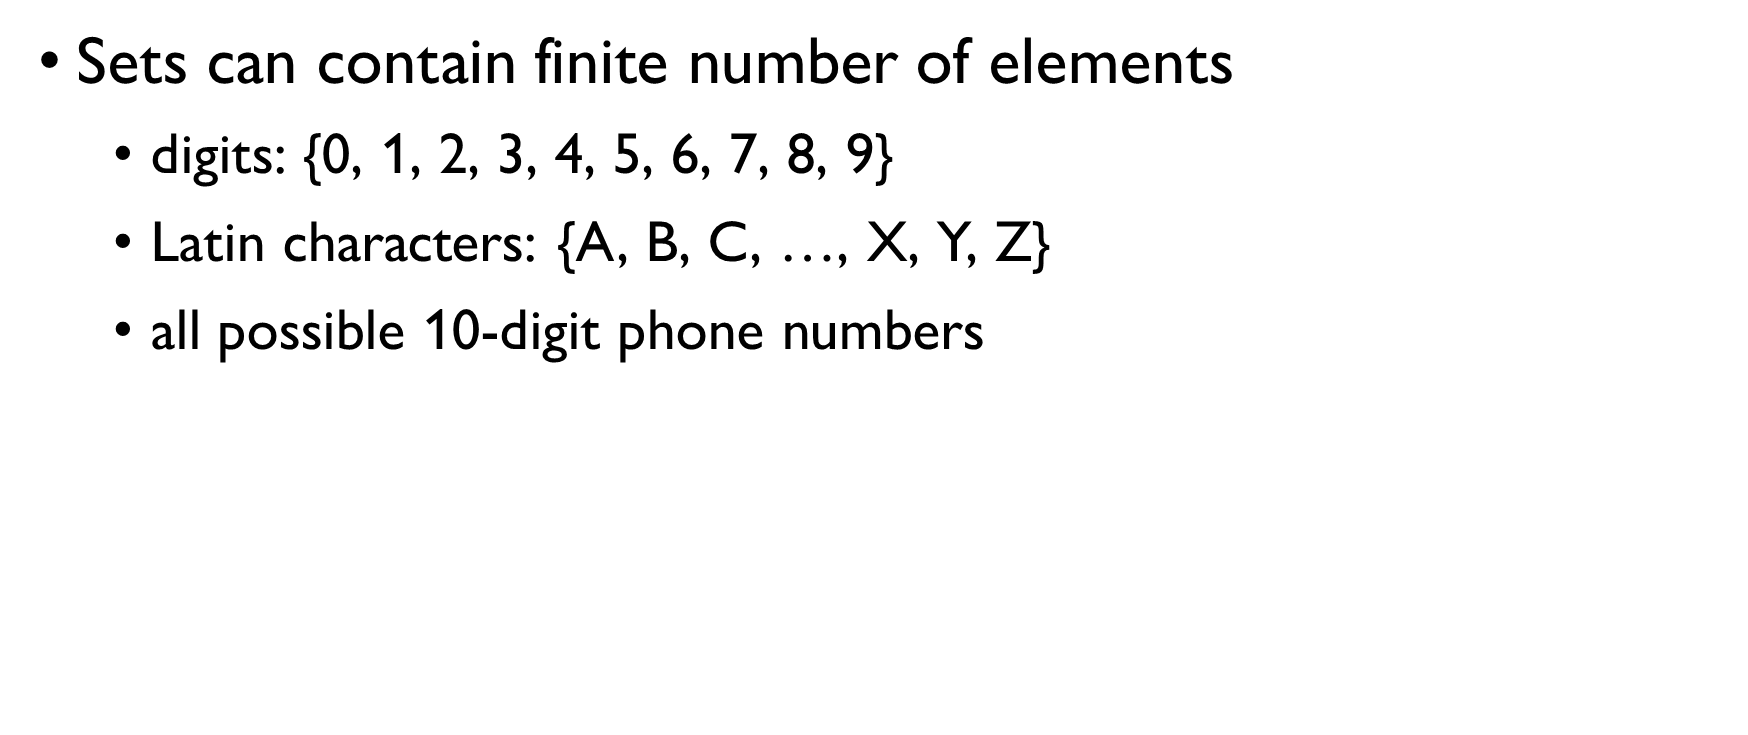 • Sets can contain finite number of elements
• digits: {0, 1, 2, 3, 4, 5, 6, 7, 8, 9}
• Latin characters: {A, B, C, …, X, Y, Z}
• all possible 10-digit phone numbers